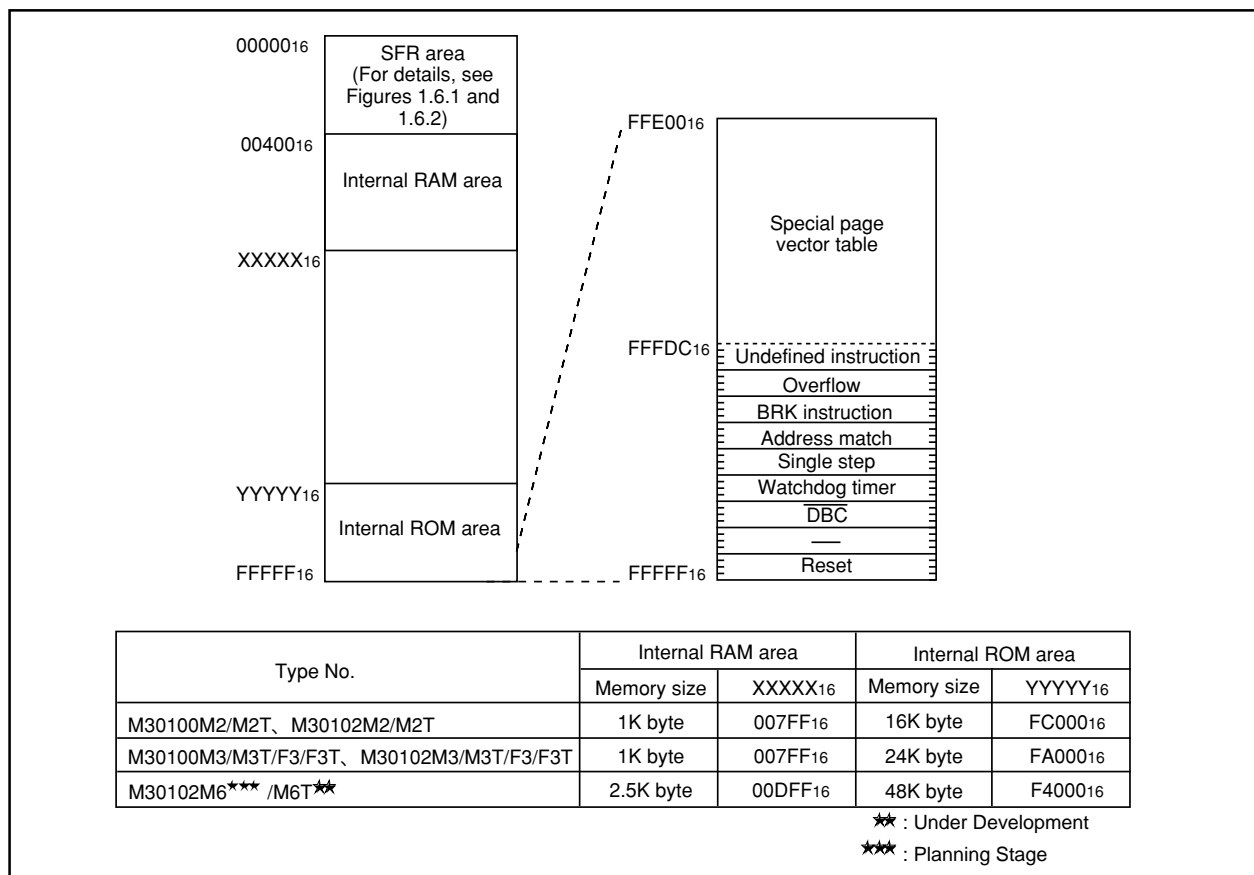 0000016
SFR area
(For details, see
Figures 1.6.1 and
1.6.2)
0040016
Internal RAM area
XXXXX16
YYYYY16
Internal ROM area
FFFFF16
FFE0016
Special page
vector table
FFFDC16
Undefined instruction
Overflow
BRK instruction
Address match
Single step
Watchdog timer
DBC
—
Reset
FFFFF16
Type No. Internal RAM area Internal ROM area
Memory size XXXXX16 Memory size YYYYY16
M30100M2/M2T、M30102M2/M2T 1K byte 007FF16 16K byte FC00016
M30100M3/M3T/F3/F3T、M30102M3/M3T/F3/F3T 1K byte 007FF16 24K byte FA00016
M30102M6★★★ /M6T★★ 2.5K byte 00DFF16 48K byte F400016
★★ : Under Development
★★★ : Planning Stage